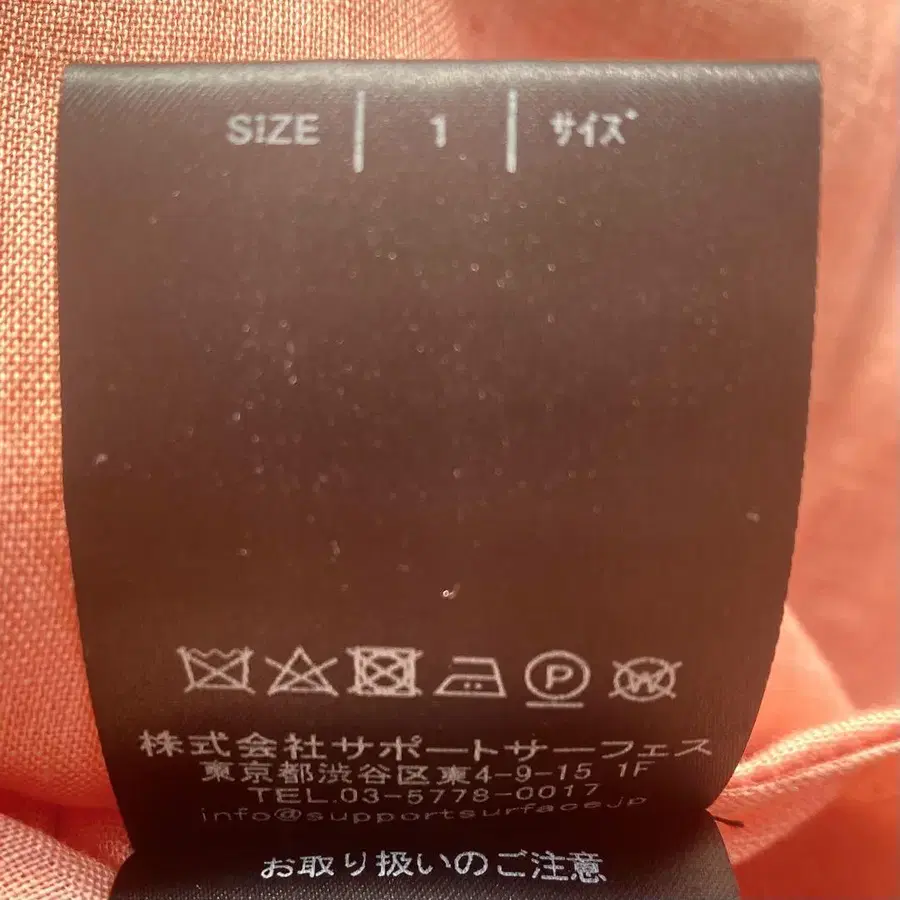 SIZE | 1 | サイズ
P W
株式会社サポートサーフェス
東京都渋谷区東4-9-15 1F
TEL.03-5778-0017
info@supportsurface.jp
お取り扱いのご注意